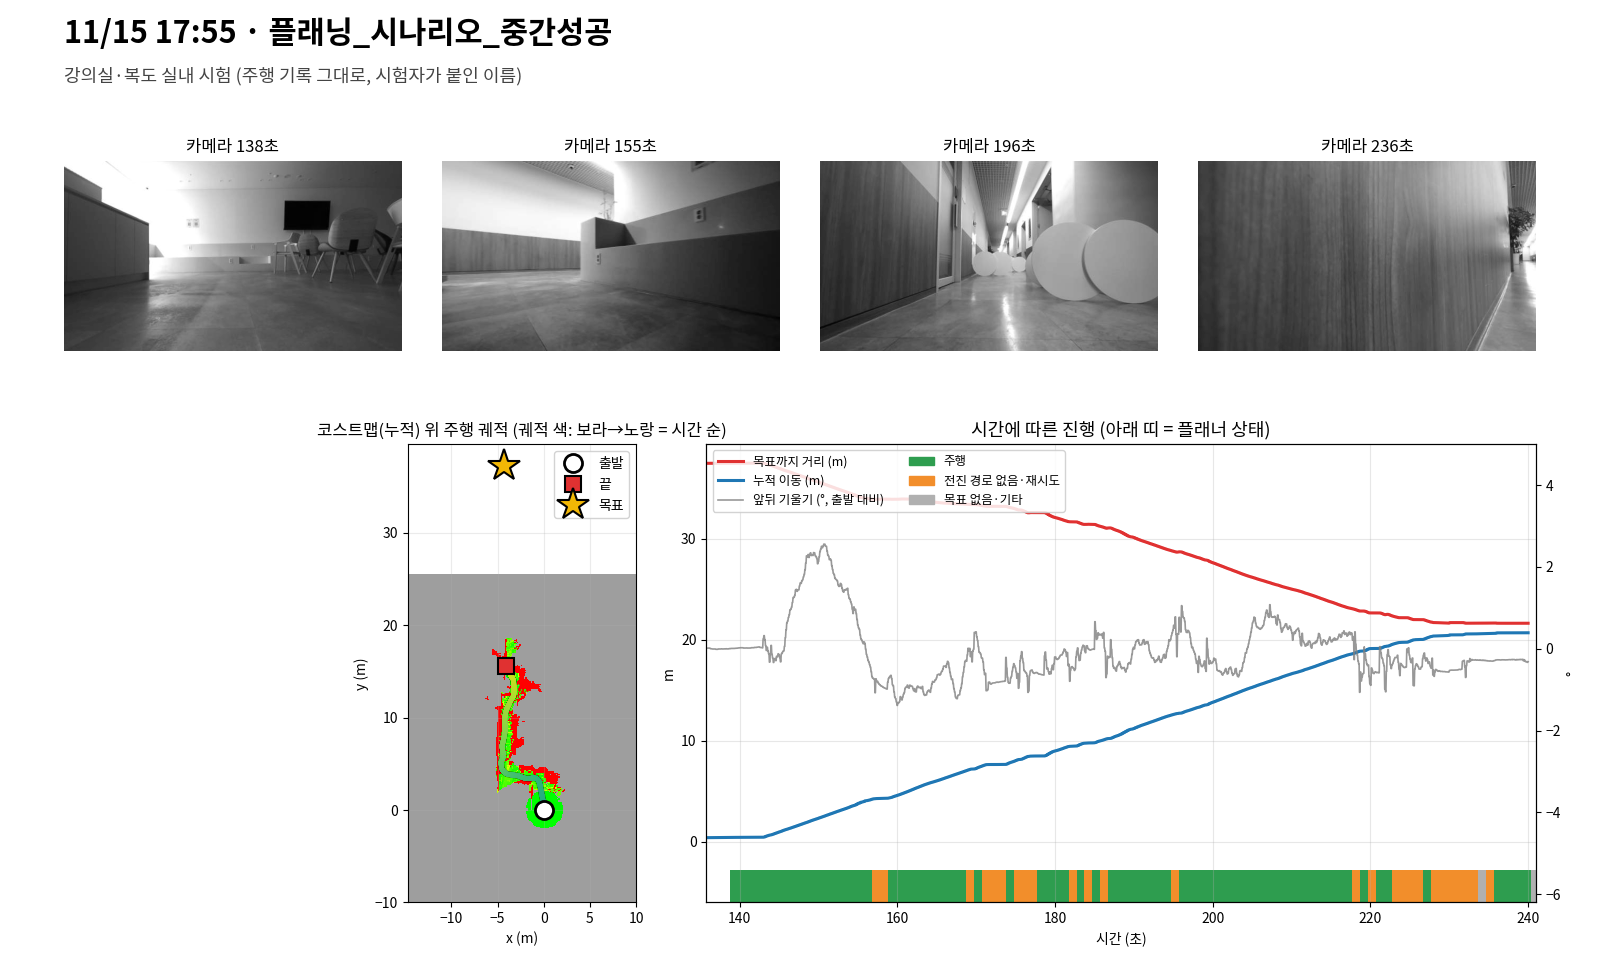 11/15 17:55 · 플래닝_시나리오_중간성공
강의실·복도 실내 시험 (주행 기록 그대로, 시험자가 붙인 이름)
카메라 138초
카메라 155초
카메라 196초
카메라 236초
코스트맵(누적) 위 주행 궤적 (궤적 색: 보라→노랑 = 시간 순)
출발
끝
목표
30
20
10
0
−10
y (m)
−10
−5
0
5
10
x (m)
시간에 따른 진행 (아래 띠 = 플래너 상태)
목표까지 거리 (m)
누적 이동 (m)
앞뒤 기울기 (°, 출발 대비)
주행
전진 경로 없음·재시도
목표 없음·기타
30
20
10
0
m
4
2
0
−2
−4
−6
°
140
160
180
200
220
240
시간 (초)